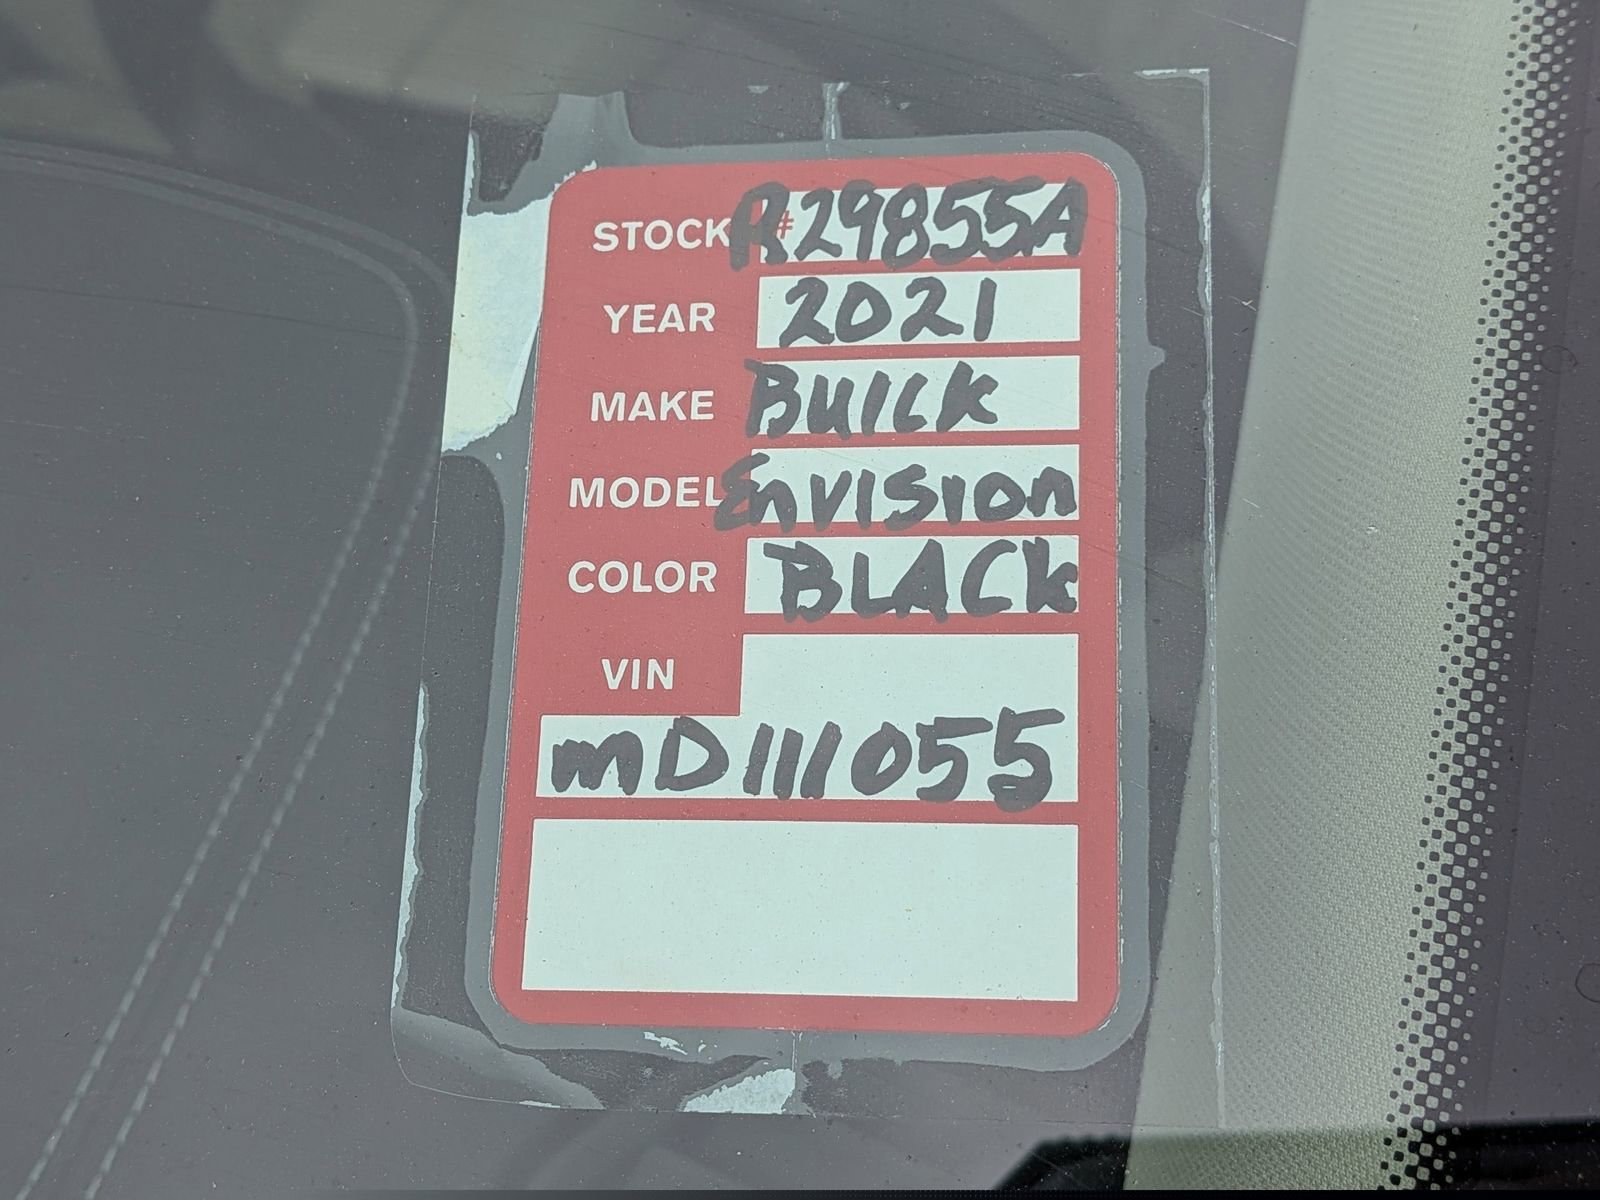 STOCK # R29855A
YEAR 2021
MAKE BUICK
MODEL Envision
COLOR BLACK
VIN
mD111055